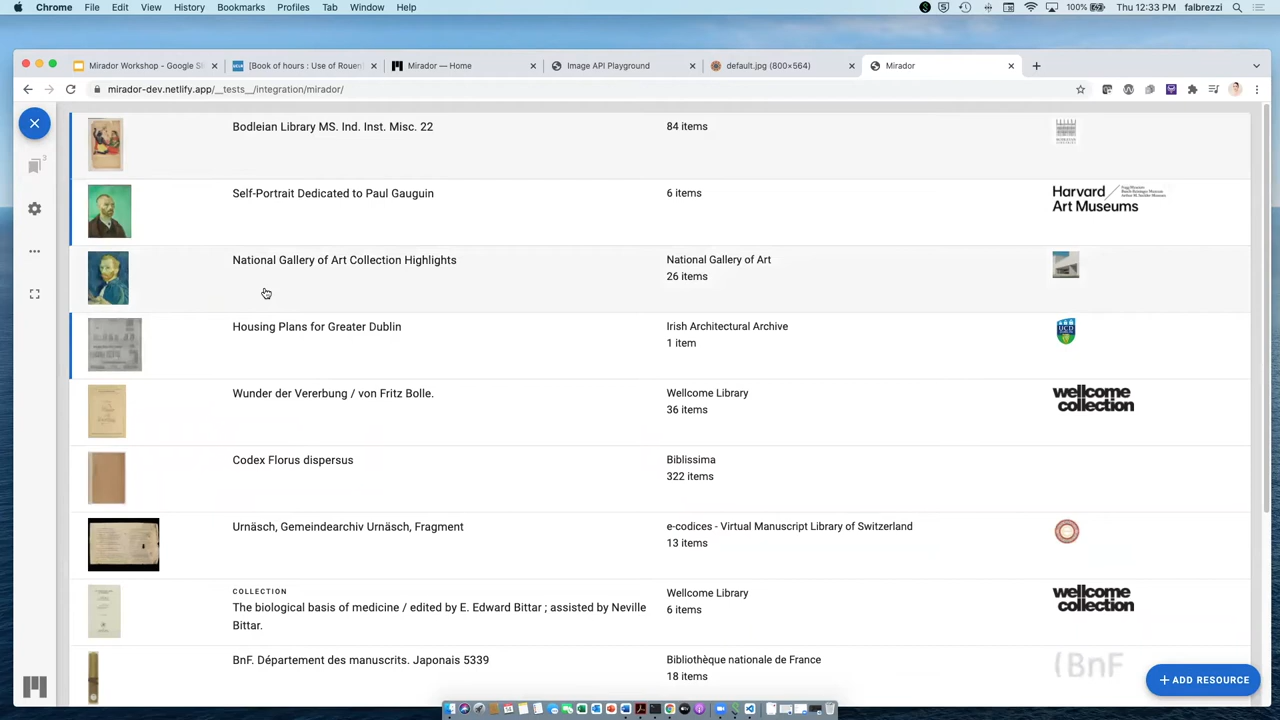 Chrome File Edit View History Bookmarks Profiles Tab Window Help 100% Thu 12:33 PM falbrezzi
Mirador Workshop - Google Sl [Book of hours : Use of Rouen Mirador — Home Image API Playground default.jpg (800×564) Mirador
mirador-dev.netlify.app/__tests__/integration/mirador/
3
Bodleian Library MS. Ind. Inst. Misc. 22 84 items
Self-Portrait Dedicated to Paul Gauguin 6 items Harvard
Art Museums
National Gallery of Art Collection Highlights National Gallery of Art
26 items
Housing Plans for Greater Dublin Irish Architectural Archive
1 item
UCD
Wunder der Vererbung / von Fritz Bolle. Wellcome Library wellcome
36 items collection
Codex Florus dispersus Biblissima
322 items
Urnäsch, Gemeindearchiv Urnäsch, Fragment e-codices - Virtual Manuscript Library of Switzerland
13 items
COLLECTION
The biological basis of medicine / edited by E. Edward Bittar ; assisted by Neville Wellcome Library wellcome
Bittar. 6 items collection
BnF. Département des manuscrits. Japonais 5339 Bibliothèque nationale de France (BnF
18 items
+ ADD RESOURCE